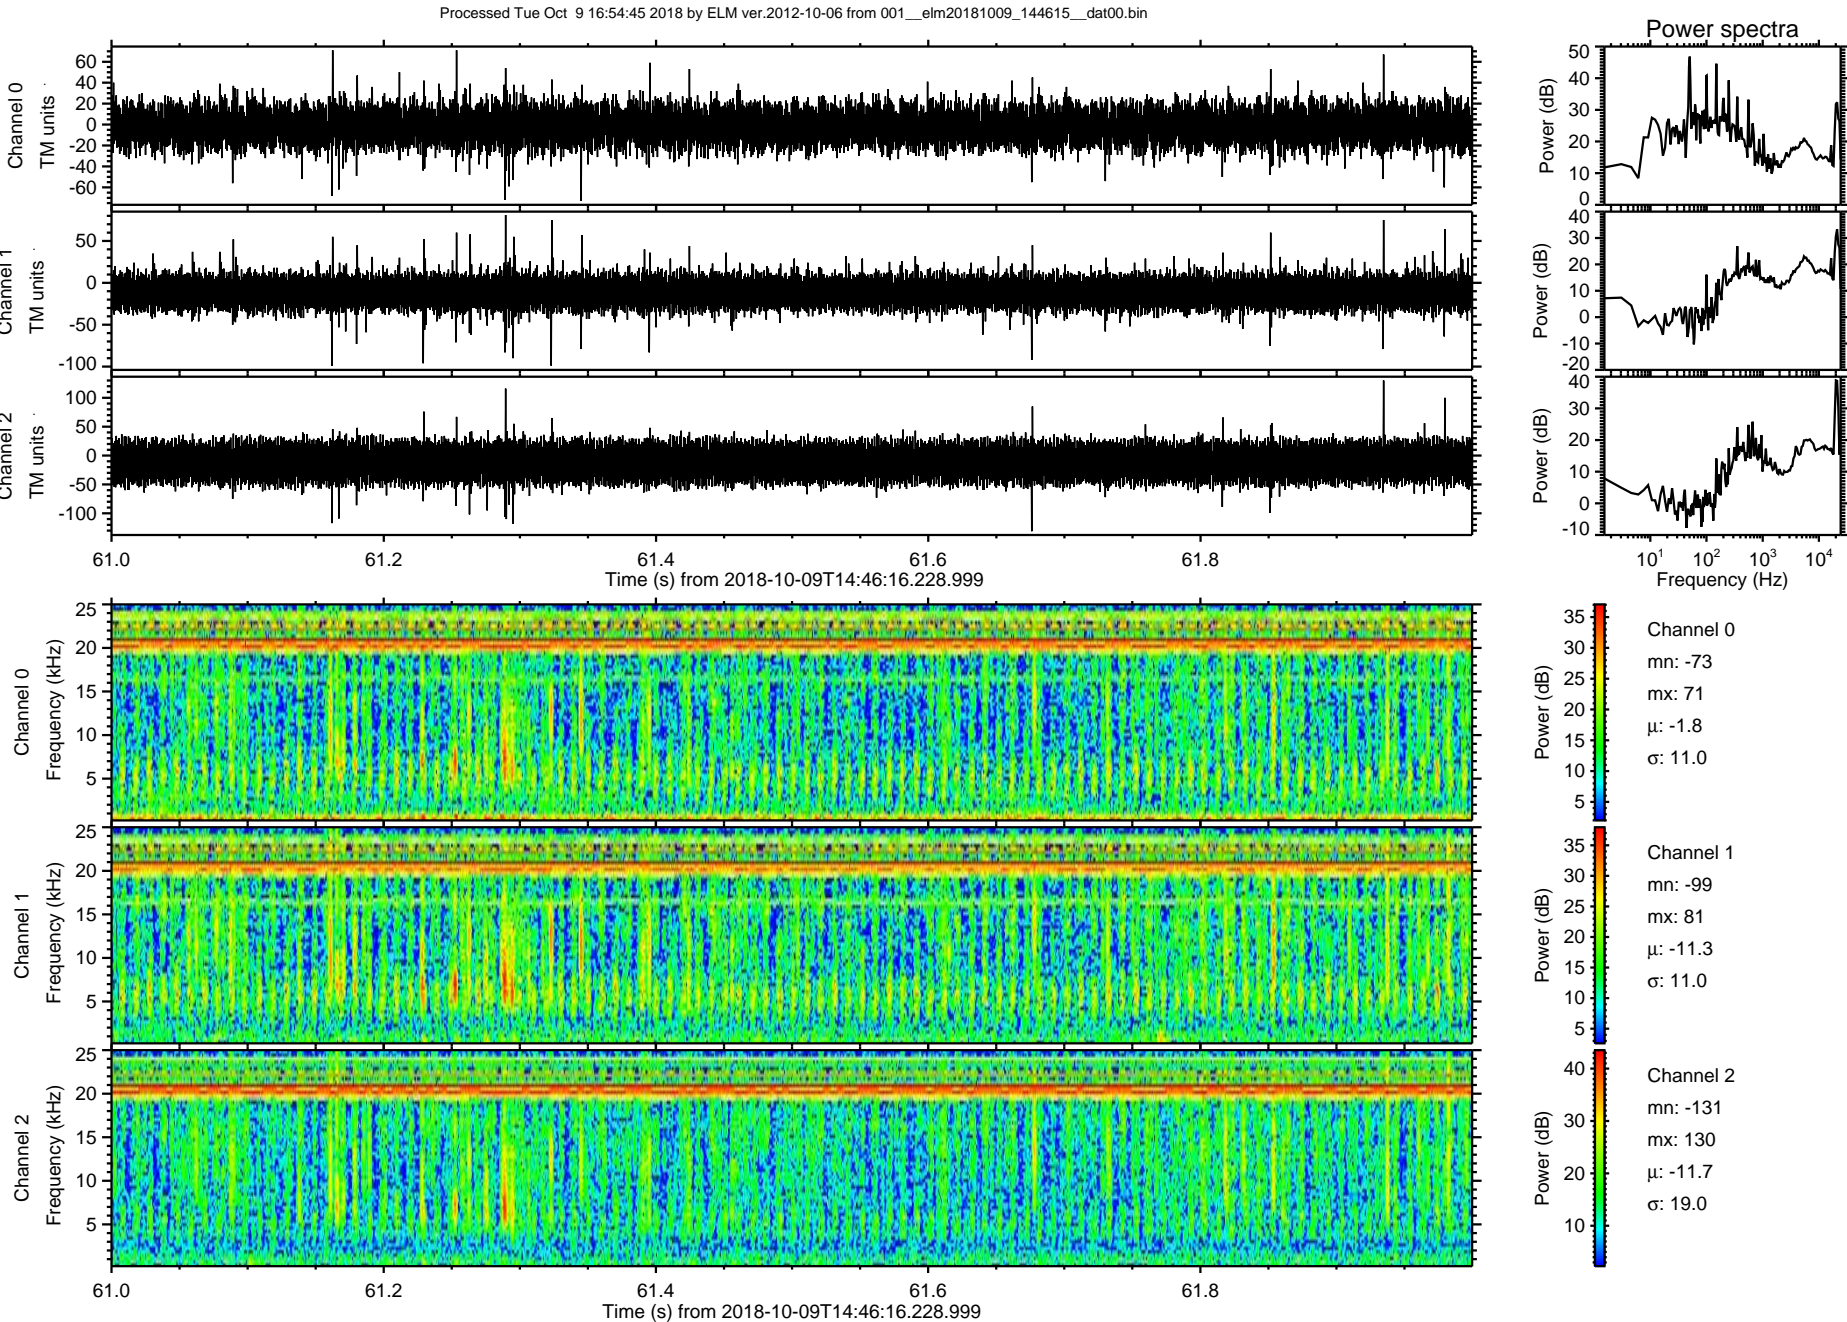 Processed Tue Oct  9 16:54:45 2018 by ELM ver.2012-10-06 from 001__elm20181009_144615__dat00.bin
Power spectra
Channel 0
TM units
60
40
20
0
-20
-40
-60
Power (dB)
50
40
30
20
10
0
Channel 1
TM units
50
0
-50
-100
Power (dB)
40
30
20
10
0
-10
-20
Channel 2
TM units
100
50
0
-50
-100
Power (dB)
40
30
20
10
0
-10
61.0 61.2 61.4 61.6 61.8
Time (s) from 2018-10-09T14:46:16.228.999
10¹ 10² 10³ 10⁴
Frequency (Hz)
Channel 0
Frequency (kHz)
25
20
15
10
5
Power (dB)
35
30
25
20
15
10
5
Channel 0
mn: -73
mx: 71
μ: -1.8
σ: 11.0
Channel 1
Frequency (kHz)
25
20
15
10
5
Power (dB)
35
30
25
20
15
10
5
Channel 1
mn: -99
mx: 81
μ: -11.3
σ: 11.0
Channel 2
Frequency (kHz)
25
20
15
10
5
Power (dB)
40
30
20
10
Channel 2
mn: -131
mx: 130
μ: -11.7
σ: 19.0
61.0 61.2 61.4 61.6 61.8
Time (s) from 2018-10-09T14:46:16.228.999